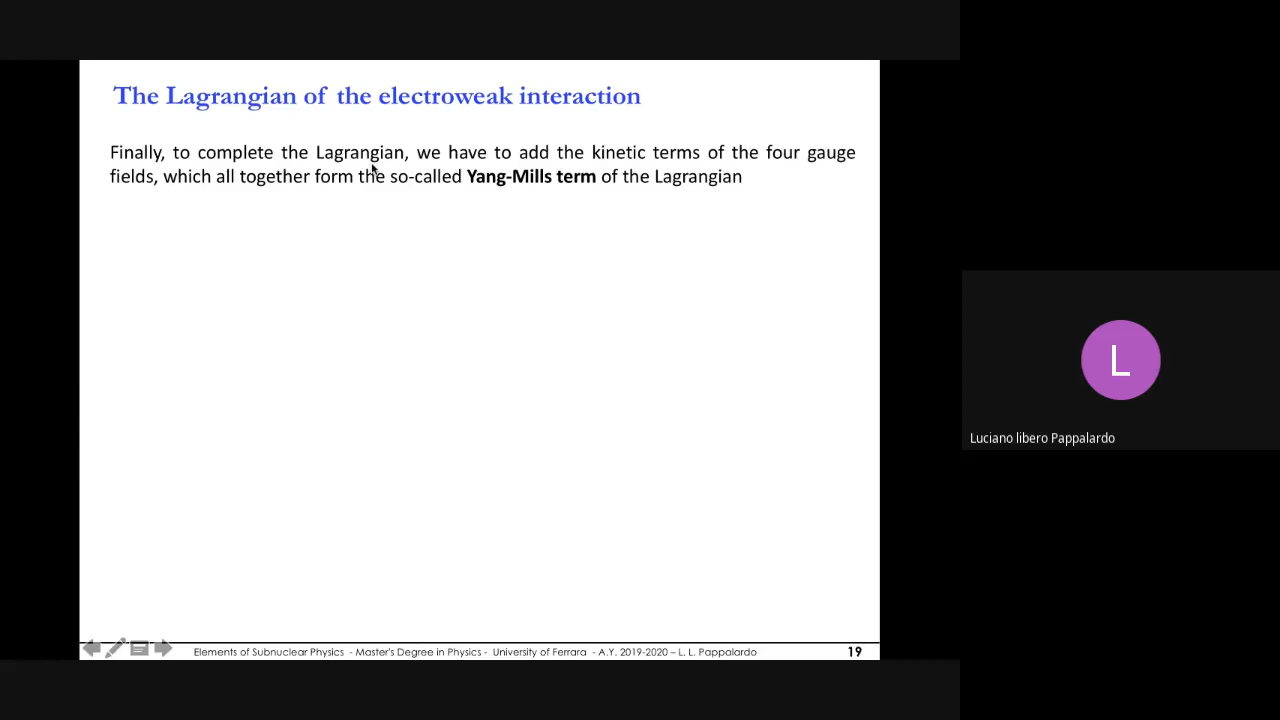 The Lagrangian of the electroweak interaction
Finally, to complete the Lagrangian, we have to add the kinetic terms of the four gauge
fields, which all together form the so-called Yang-Mills term of the Lagrangian
L
Luciano libero Pappalardo
Elements of Subnuclear Physics - Master's Degree in Physics - University of Ferrara - A.Y. 2019-2020 – L. L. Pappalardo
19